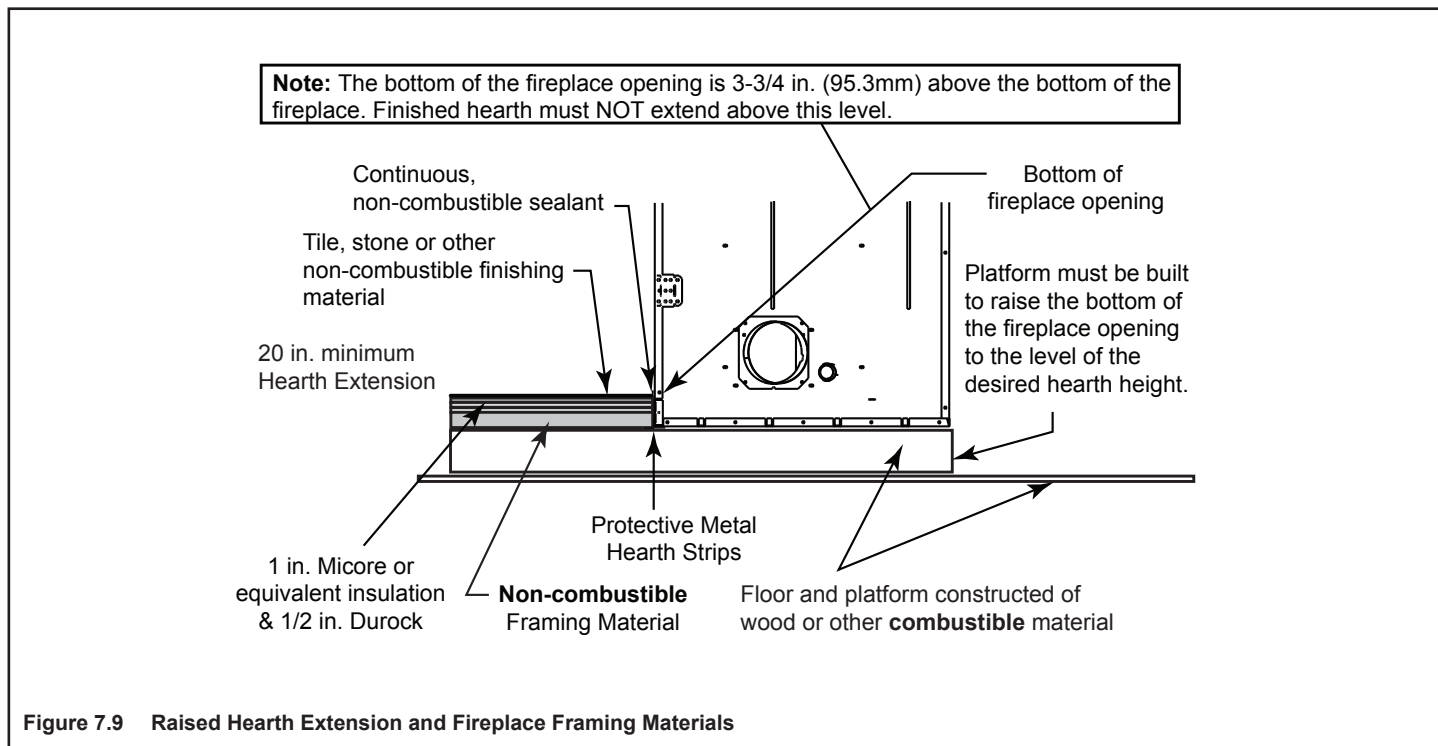 Note: The bottom of the fireplace opening is 3-3/4 in. (95.3mm) above the bottom of the
fireplace. Finished hearth must NOT extend above this level.
Continuous,
non-combustible sealant
Bottom of
fireplace opening
Tile, stone or other
non-combustible finishing
material
Platform must be built
to raise the bottom of
the fireplace opening
to the level of the
desired hearth height.
20 in. minimum
Hearth Extension
Protective Metal
Hearth Strips
1 in. Micore or
equivalent insulation
& 1/2 in. Durock
Non-combustible
Framing Material
Floor and platform constructed of
wood or other combustible material
Figure 7.9 Raised Hearth Extension and Fireplace Framing Materials